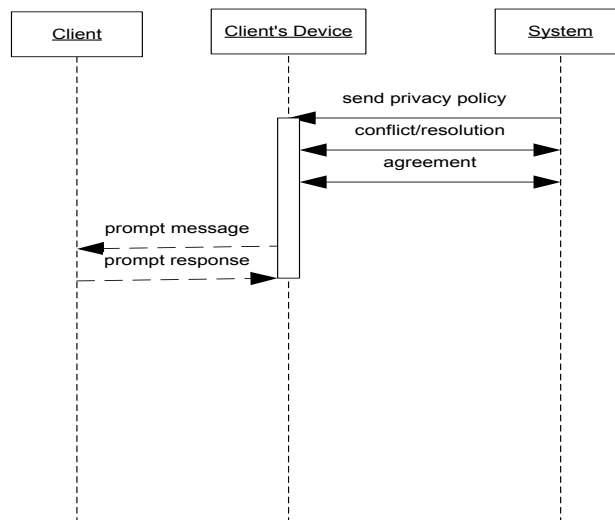 Client
Client's Device
System
send privacy policy
conflict/resolution
agreement
prompt message
prompt response